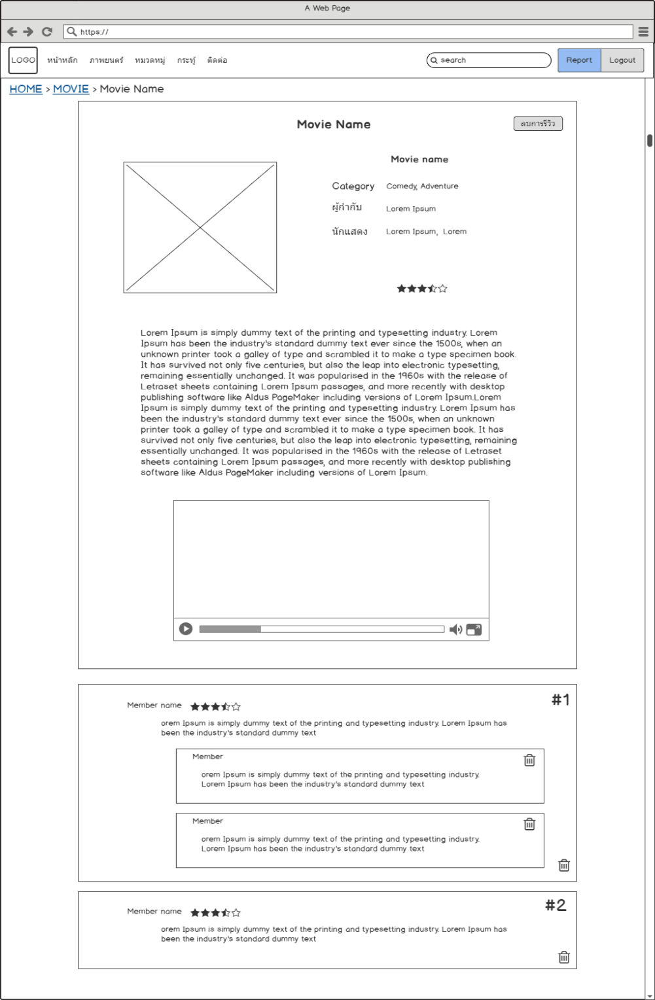 A Web Page
https://
LOGO หน้าหลัก ภาพยนตร์ หมวดหมู่ กระทู้ ติดต่อ search Report Logout
HOME > MOVIE > Movie Name
Movie Name
ลบการรีวิว
Movie name
Category Comedy, Adventure
ผู้กำกับ Lorem Ipsum
นักแสดง Lorem Ipsum, Lorem
Lorem Ipsum is simply dummy text of the printing and typesetting industry. Lorem
Ipsum has been the industry's standard dummy text ever since the 1500s, when an
unknown printer took a galley of type and scrambled it to make a type specimen book.
It has survived not only five centuries, but also the leap into electronic typesetting,
remaining essentially unchanged. It was popularised in the 1960s with the release of
Letraset sheets containing Lorem Ipsum passages, and more recently with desktop
publishing software like Aldus PageMaker including versions of Lorem Ipsum.Lorem
Ipsum is simply dummy text of the printing and typesetting industry. Lorem Ipsum has
been the industry's standard dummy text ever since the 1500s, when an unknown
printer took a galley of type and scrambled it to make a type specimen book. It has
survived not only five centuries, but also the leap into electronic typesetting, remaining
essentially unchanged. It was popularised in the 1960s with the release of Letraset
sheets containing Lorem Ipsum passages, and more recently with desktop publishing
software like Aldus PageMaker including versions of Lorem Ipsum.
#1
Member name
orem Ipsum is simply dummy text of the printing and typesetting industry. Lorem Ipsum has
been the industry's standard dummy text
Member
orem Ipsum is simply dummy text of the printing and typesetting industry.
Lorem Ipsum has been the industry's standard dummy text
Member
orem Ipsum is simply dummy text of the printing and typesetting industry.
Lorem Ipsum has been the industry's standard dummy text
#2
Member name
orem Ipsum is simply dummy text of the printing and typesetting industry. Lorem Ipsum has
been the industry's standard dummy text